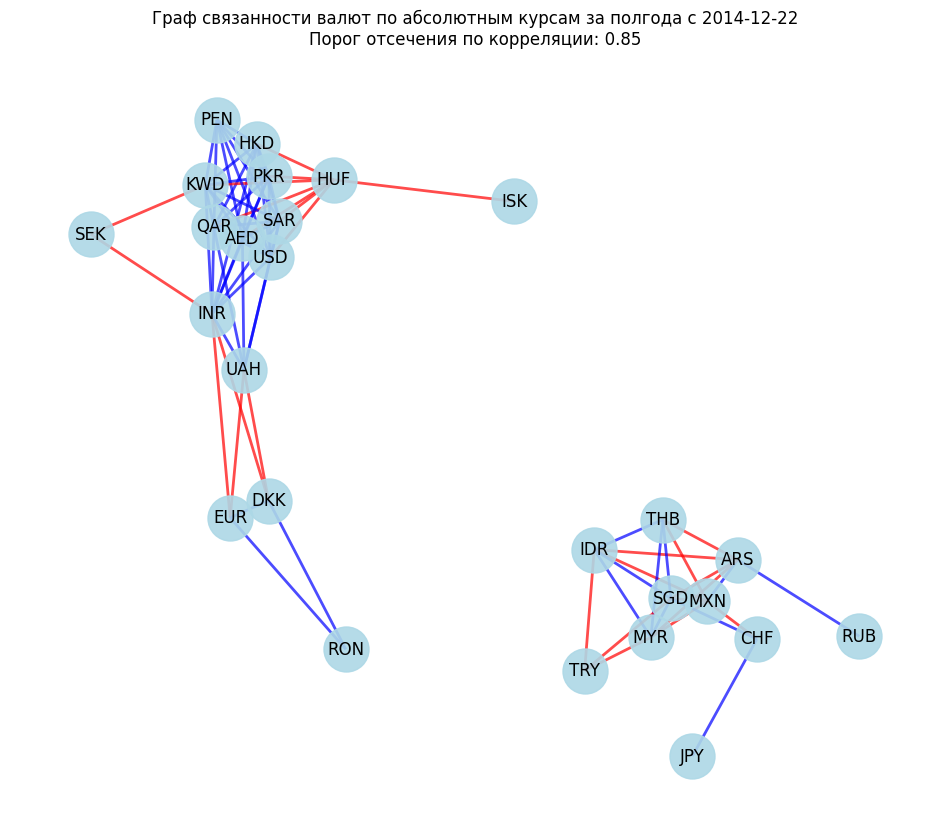 Граф связанности валют по абсолютным курсам за полгода с 2014-12-22
Порог отсечения по корреляции: 0.85
PEN
HKD
PKR
HUF
KWD
ISK
SAR
QAR
SEK
AED
USD
INR
UAH
DKK
EUR
THB
IDR
ARS
SGD
MXN
MYR
CHF
RUB
RON
TRY
JPY